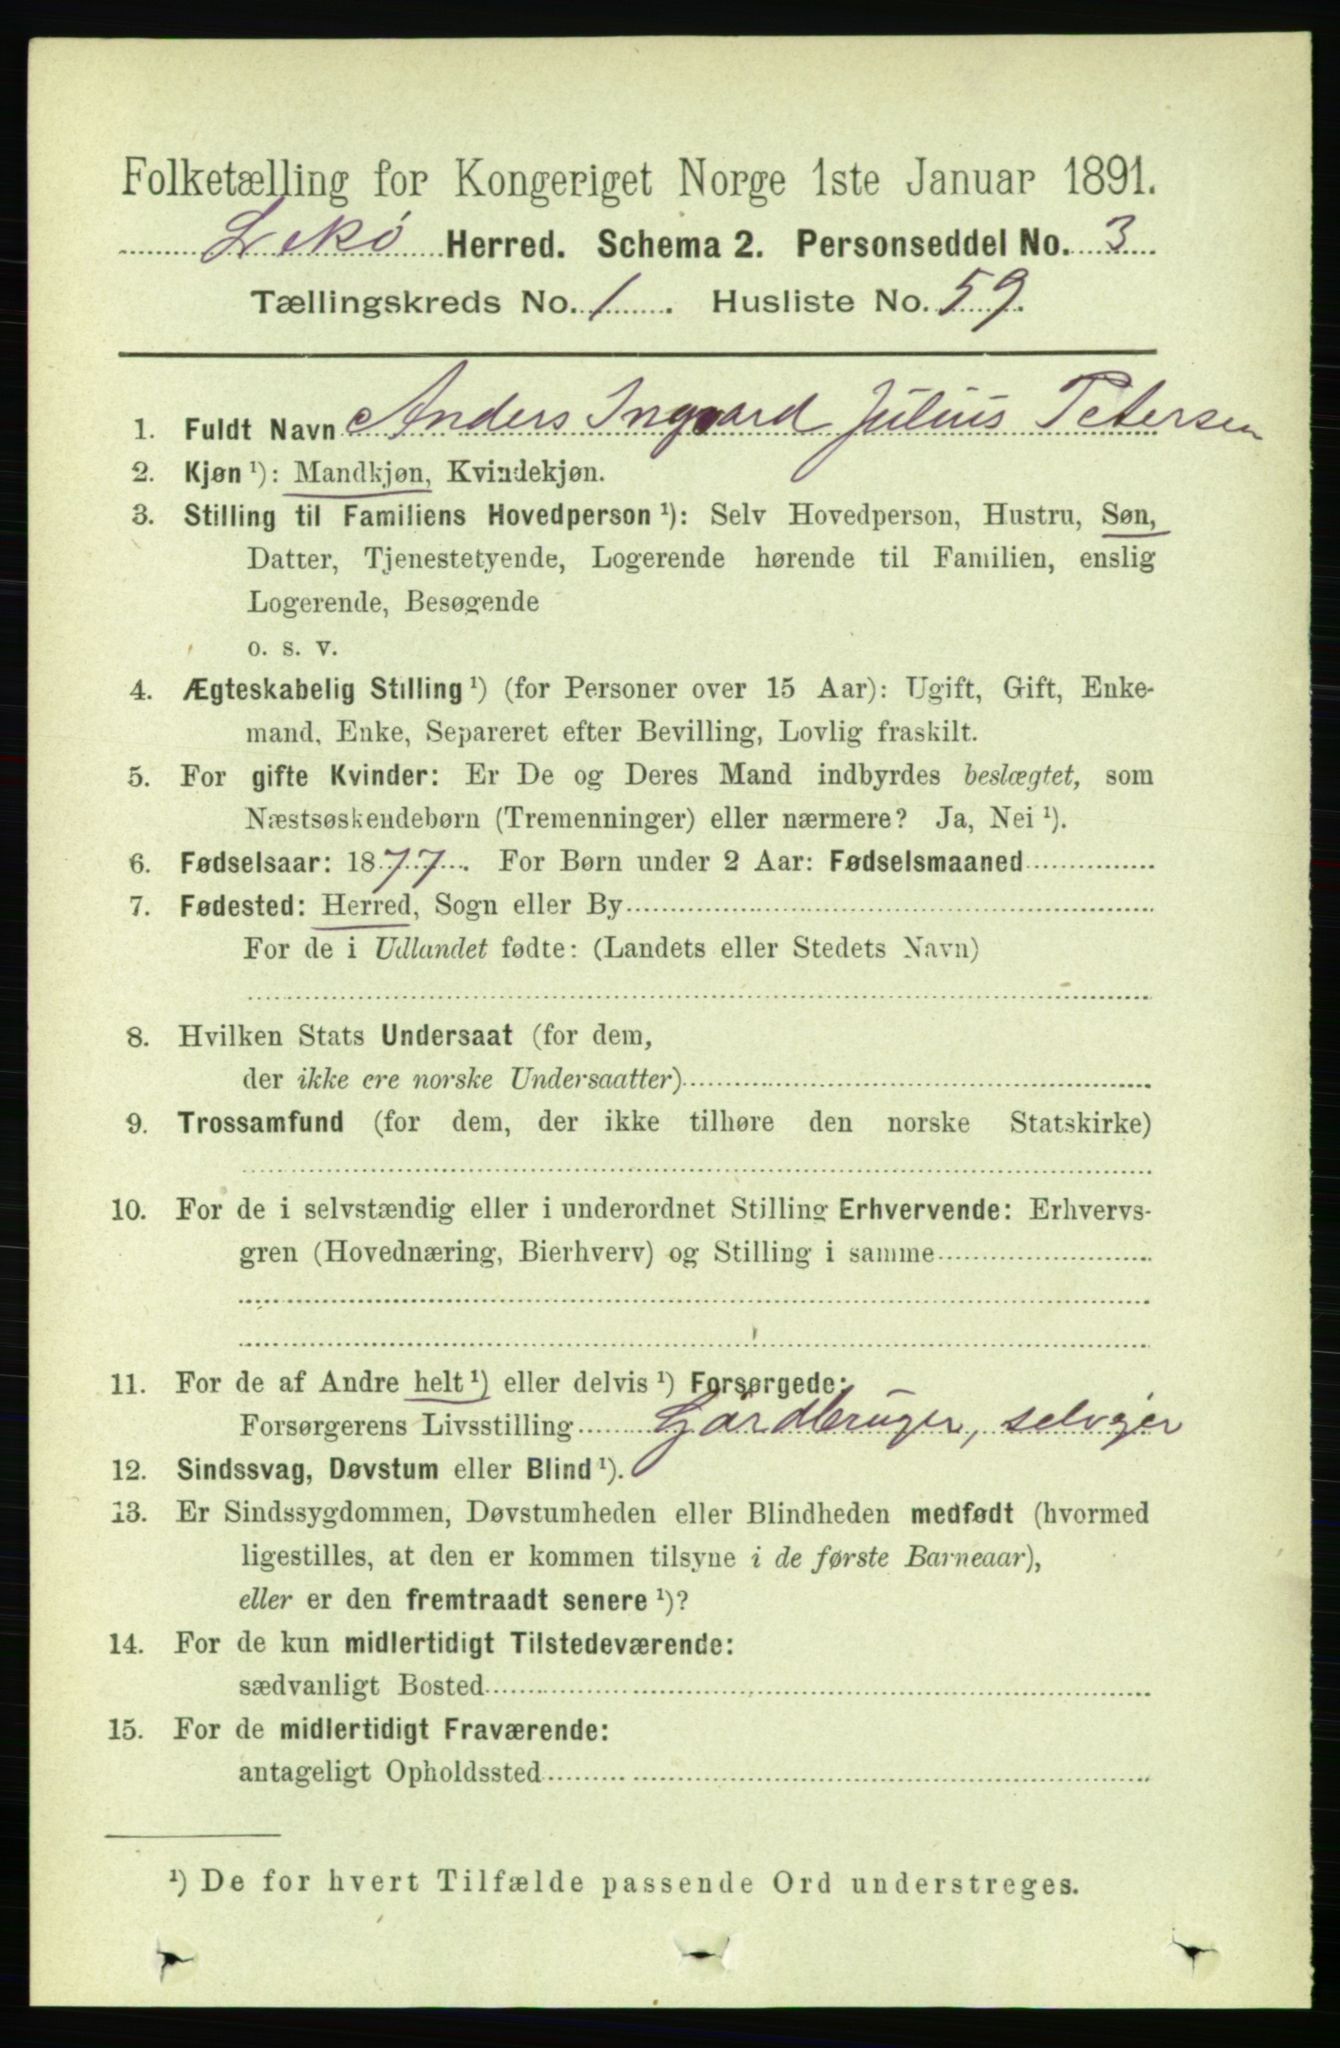 Folketælling for Kongeriget Norge 1ste Januar 1891.
Lekø Herred. Schema 2. Personseddel No. 3
Tællingskreds No. 1. Husliste No. 59.
1. Fuldt Navn Anders Ingvard Julius Petersen
2. Kjøn ¹): Mandkjøn, Kvindekjøn.
3. Stilling til Familiens Hovedperson ¹): Selv Hovedperson, Hustru, Søn,
Datter, Tjenestetyende, Logerende hørende til Familien, enslig
Logerende, Besøgende
o. s. v.
4. Ægteskabelig Stilling ¹) (for Personer over 15 Aar): Ugift, Gift, Enke-
mand, Enke, Separeret efter Bevilling, Lovlig fraskilt.
5. For gifte Kvinder: Er De og Deres Mand indbyrdes beslægtet, som
Næstsøskendebørn (Tremenninger) eller nærmere? Ja, Nei ¹).
6. Fødselsaar: 1877. For Børn under 2 Aar: Fødselsmaaned
7. Fødested: Herred, Sogn eller By
For de i Udlandet fødte: (Landets eller Stedets Navn)
8. Hvilken Stats Undersaat (for dem,
der ikke ere norske Undersaatter)
9. Trossamfund (for dem, der ikke tilhøre den norske Statskirke)
10. For de i selvstændig eller i underordnet Stilling Erhvervende: Erhvervs-
gren (Hovednæring, Bierhverv) og Stilling i samme
11. For de af Andre helt ¹) eller delvis ¹) Forsørgede:
Forsørgerens Livsstilling Gårdbruger, selvejer
12. Sindssvag, Døvstum eller Blind ¹).
13. Er Sindssygdommen, Døvstumheden eller Blindheden medfødt (hvormed
ligestilles, at den er kommen tilsyne i de første Barneaar),
eller er den fremtraadt senere ¹)?
14. For de kun midlertidigt Tilstedeværende:
sædvanligt Bosted
15. For de midlertidigt Fraværende:
antageligt Opholdssted
¹) De for hvert Tilfælde passende Ord understreges.